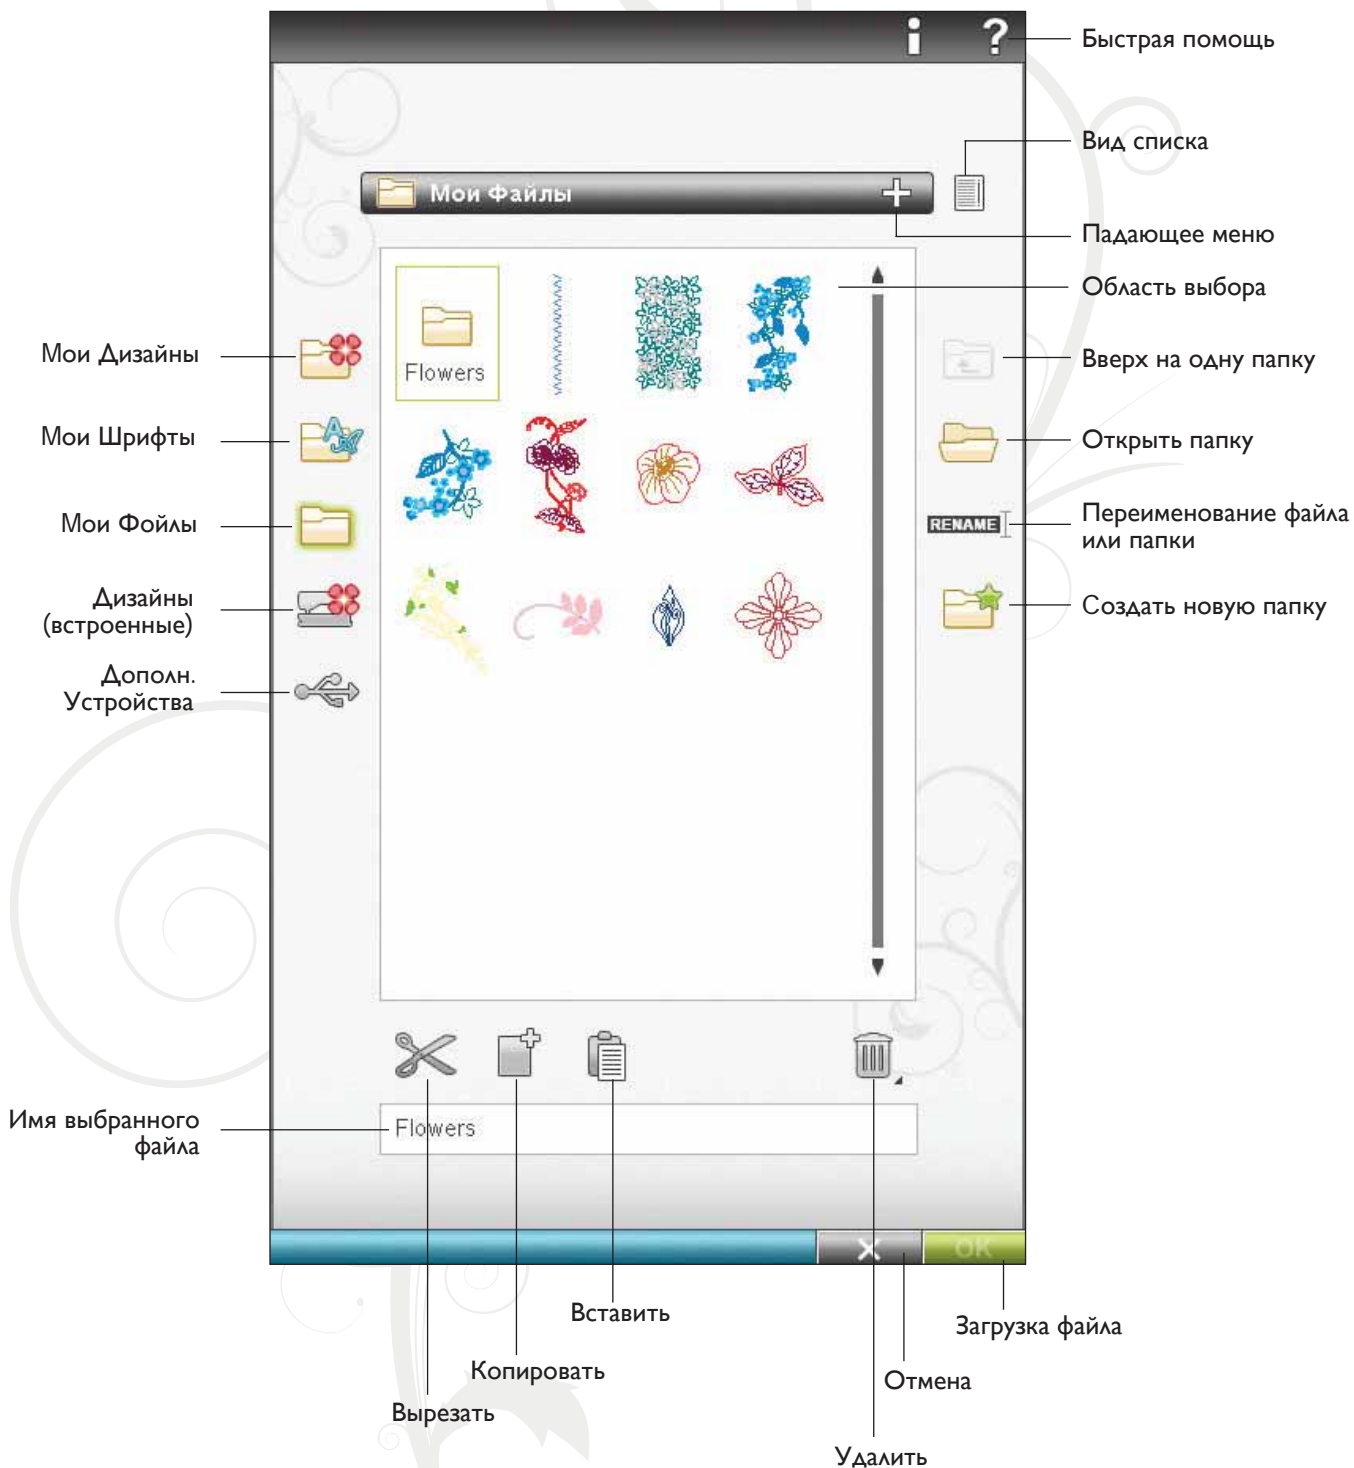 i ?
Быстрая помощь
Вид списка
Мои Файлы
Падающее меню
Область выбора
Мои Дизайны
Flowers
Вверх на одну папку
Мои Шрифты
Открыть папку
Мои Фойлы
RENAME
Переименование файла
или папки
Дизайны
(встроенные)
Создать новую папку
Дополн.
Устройства
Имя выбранного
файла
Flowers
OK
Вставить
Загрузка файла
Копировать
Отмена
Вырезать
Удалить